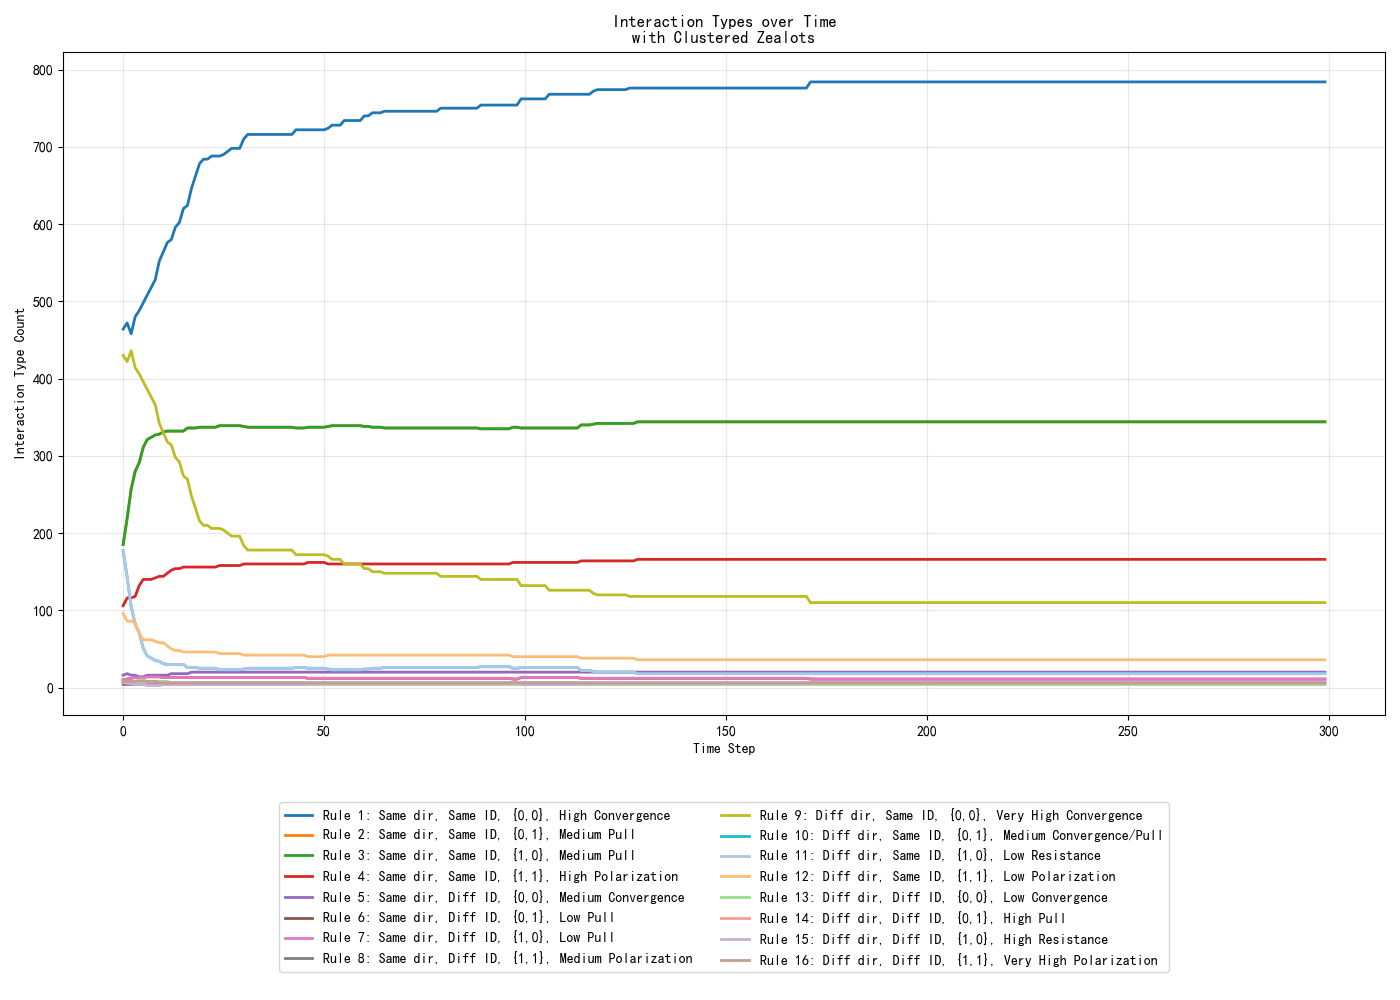 Interaction Types over Time
with Clustered Zealots
Interaction Type Count
800
700
600
500
400
300
200
100
0
0
50
100
150
200
250
300
Time Step
Rule 1: Same dir, Same ID, {0,0}, High Convergence
Rule 2: Same dir, Same ID, {0,1}, Medium Pull
Rule 3: Same dir, Same ID, {1,0}, Medium Pull
Rule 4: Same dir, Same ID, {1,1}, High Polarization
Rule 5: Same dir, Diff ID, {0,0}, Medium Convergence
Rule 6: Same dir, Diff ID, {0,1}, Low Pull
Rule 7: Same dir, Diff ID, {1,0}, Low Pull
Rule 8: Same dir, Diff ID, {1,1}, Medium Polarization
Rule 9: Diff dir, Same ID, {0,0}, Very High Convergence
Rule 10: Diff dir, Same ID, {0,1}, Medium Convergence/Pull
Rule 11: Diff dir, Same ID, {1,0}, Low Resistance
Rule 12: Diff dir, Same ID, {1,1}, Low Polarization
Rule 13: Diff dir, Diff ID, {0,0}, Low Convergence
Rule 14: Diff dir, Diff ID, {0,1}, High Pull
Rule 15: Diff dir, Diff ID, {1,0}, High Resistance
Rule 16: Diff dir, Diff ID, {1,1}, Very High Polarization